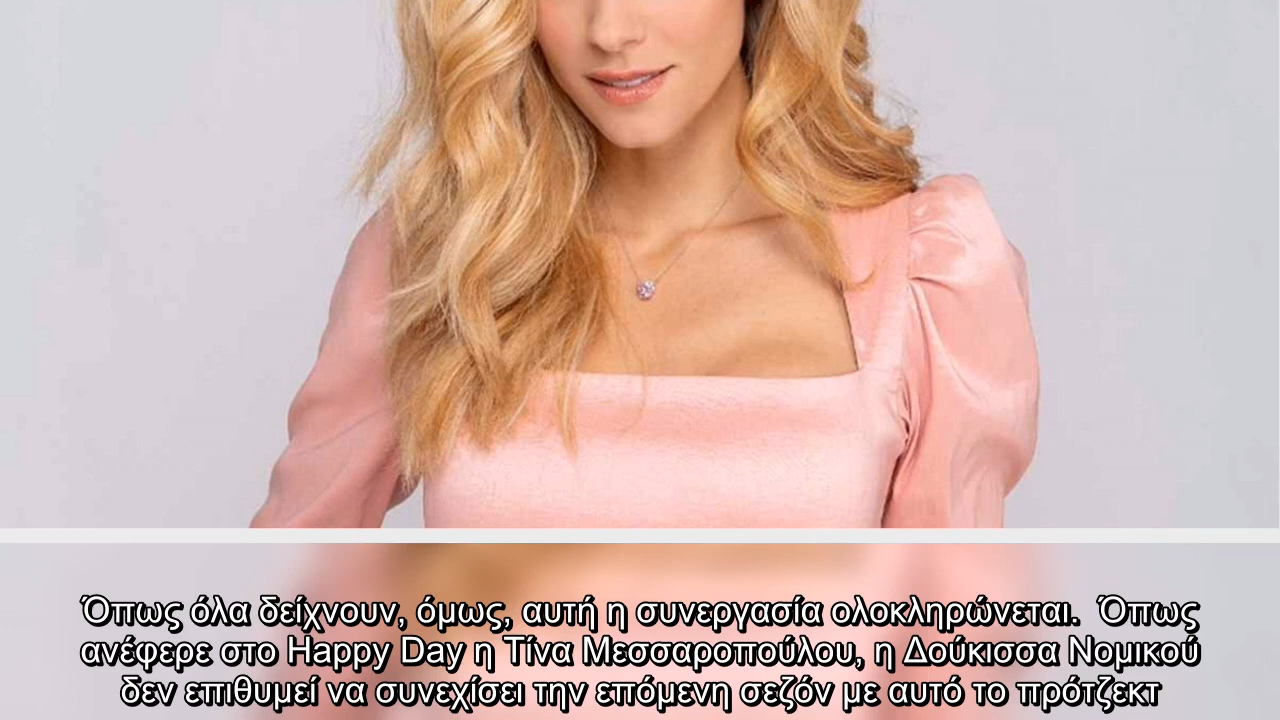 Όπως όλα δείχνουν, όμως, αυτή η συνεργασία ολοκληρώνεται.  Όπως
ανέφερε στο Happy Day η Τίνα Μεσσαροπούλου, η Δούκισσα Νομικού
δεν επιθυμεί να συνεχίσει την επόμενη σεζόν με αυτό το πρότζεκτ